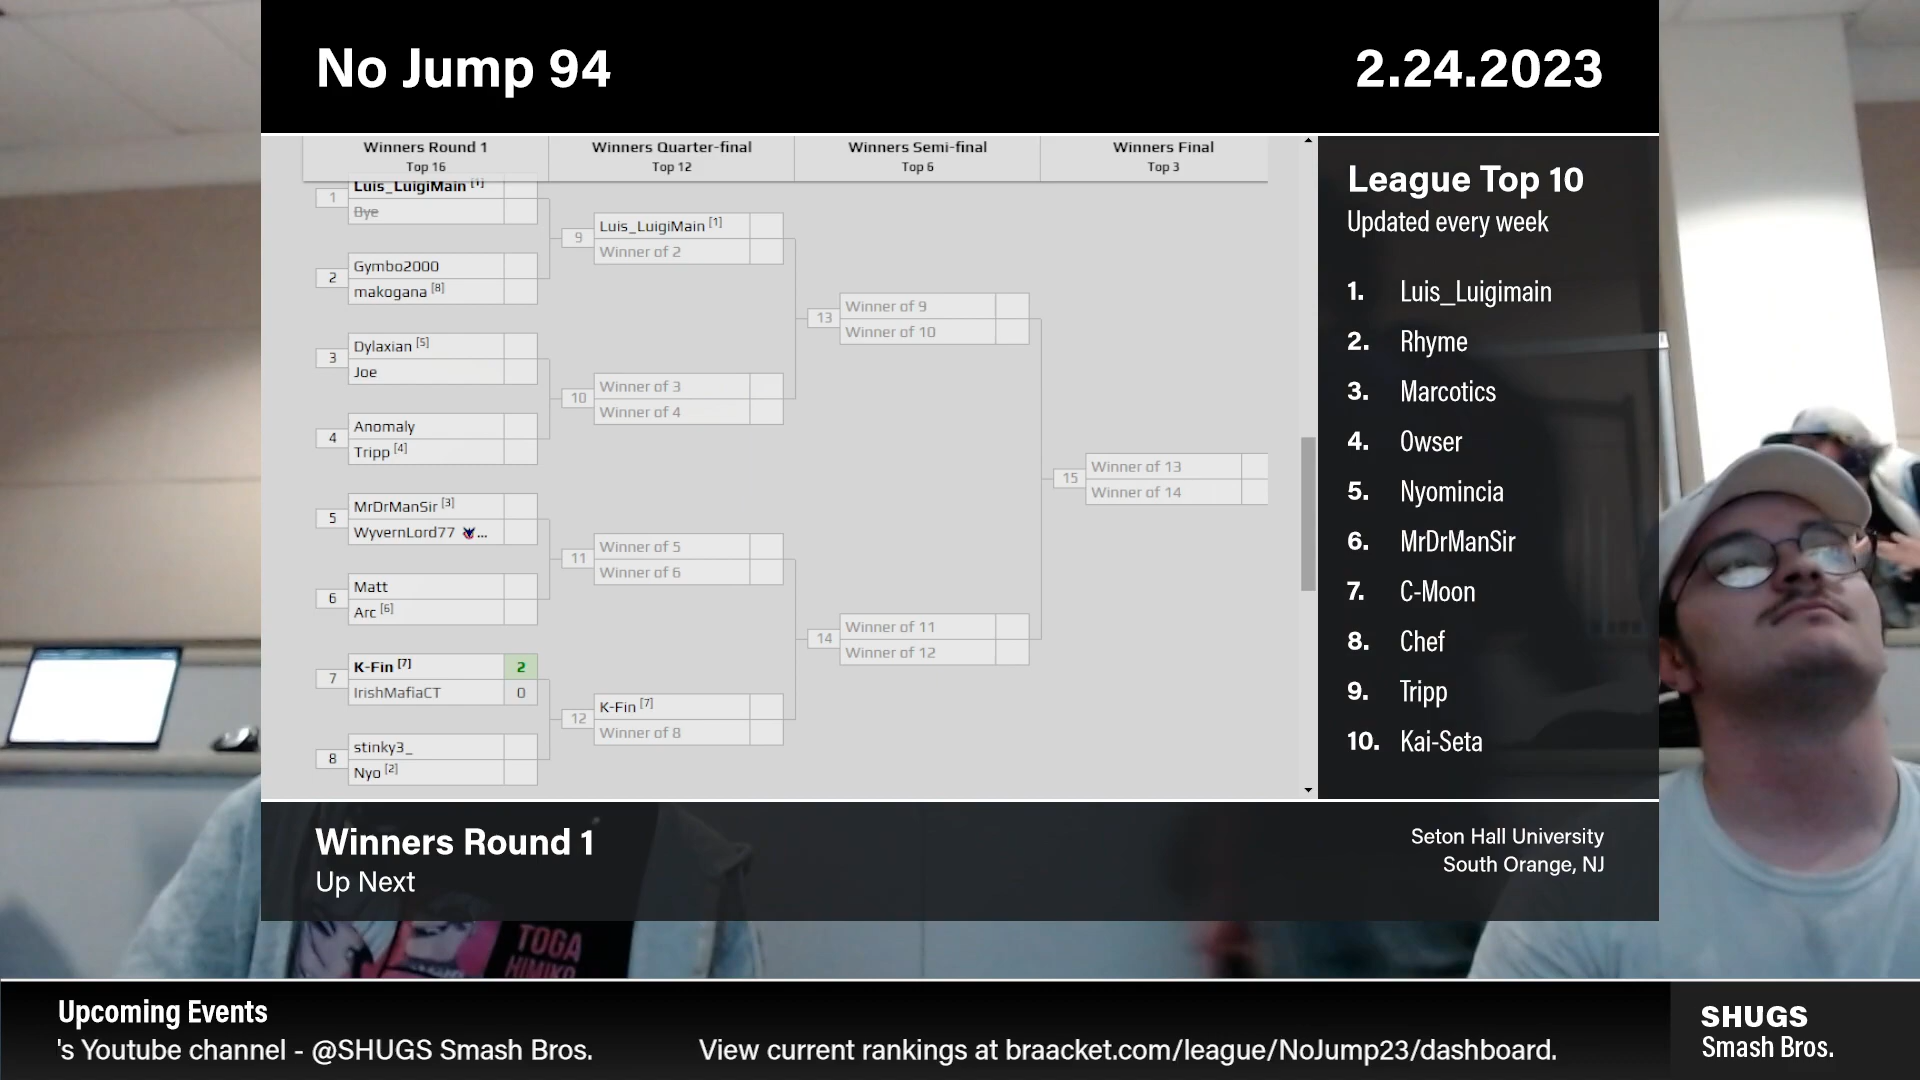 No Jump 94
2.24.2023
Winners Round 1
Top 16
Winners Quarter-final
Top 12
Winners Semi-final
Top 6
Winners Final
Top 3
1
Luis_LuigiMain [1]
Bye
2
Gymbo2000
makogana [8]
3
Dylaxian [5]
Joe
4
Anomaly
Tripp [4]
5
MrDrManSir [3]
WyvernLord77 ...
6
Matt
Arc [6]
7
K-Fin [7] 2
IrishMafiaCT 0
8
stinky3_
Nyo [2]
9
Luis_LuigiMain [1]
Winner of 2
10
Winner of 3
Winner of 4
11
Winner of 5
Winner of 6
12
K-Fin [7]
Winner of 8
13
Winner of 9
Winner of 10
14
Winner of 11
Winner of 12
15
Winner of 13
Winner of 14
League Top 10
Updated every week
1. Luis_Luigimain
2. Rhyme
3. Marcotics
4. Owser
5. Nyomincia
6. MrDrManSir
7. C-Moon
8. Chef
9. Tripp
10. Kai-Seta
Winners Round 1
Up Next
Seton Hall University
South Orange, NJ
TOGA
HIMIKO
Upcoming Events
's Youtube channel - @SHUGS Smash Bros. View current rankings at braacket.com/league/NoJump23/dashboard.
SHUGS
Smash Bros.